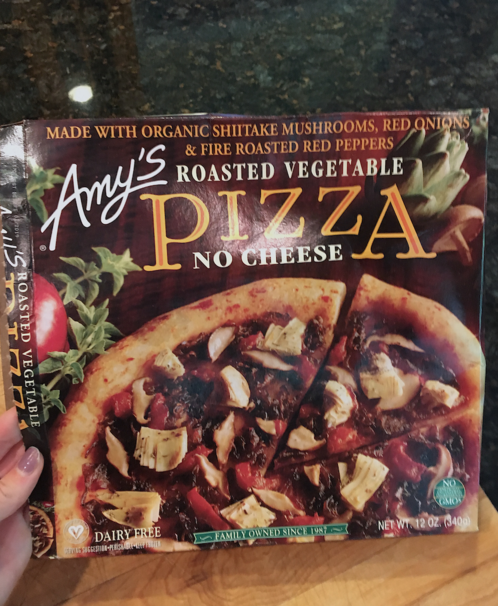 MADE WITH ORGANIC SHIITAKE MUSHROOMS, RED ONIONS
& FIRE ROASTED RED PEPPERS
Amy's
®
ROASTED VEGETABLE
PIZZA
NO CHEESE
ROASTED VEGETABLE
PIZZA
DAIRY FREE
FAMILY OWNED SINCE 1987
NO
GMOs
NET WT. 12 OZ. (340g)